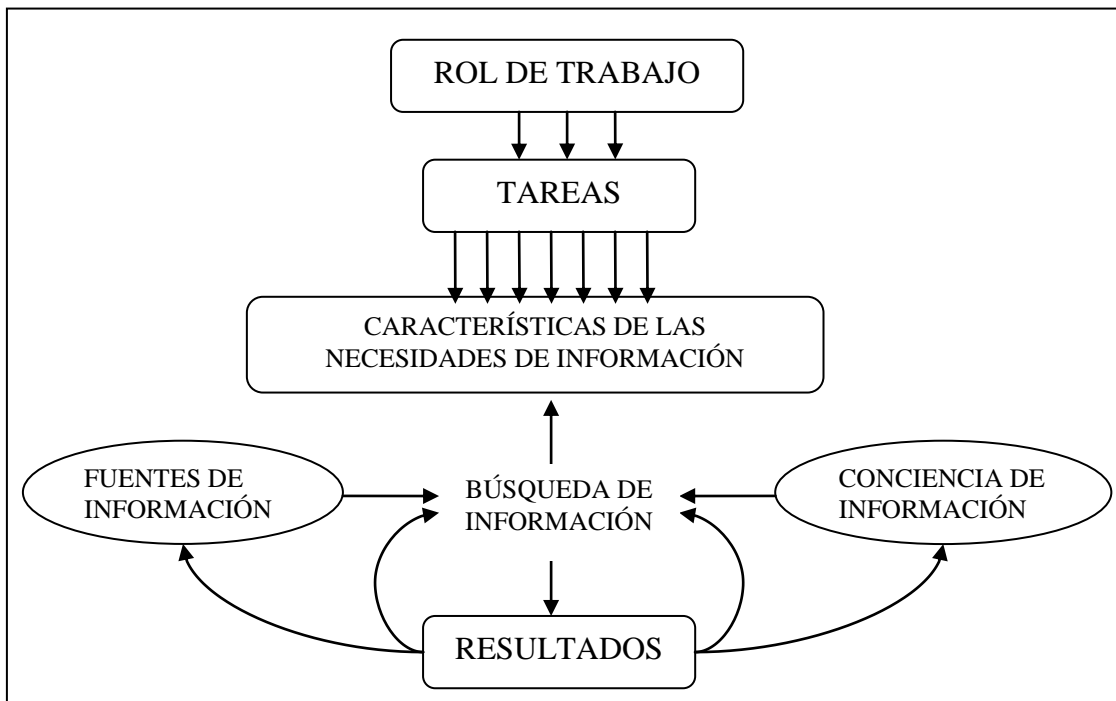 ROL DE TRABAJO
TAREAS
CARACTERÍSTICAS DE LAS
NECESIDADES DE INFORMACIÓN
FUENTES DE
INFORMACIÓN
BÚSQUEDA DE
INFORMACIÓN
CONCIENCIA DE
INFORMACIÓN
RESULTADOS